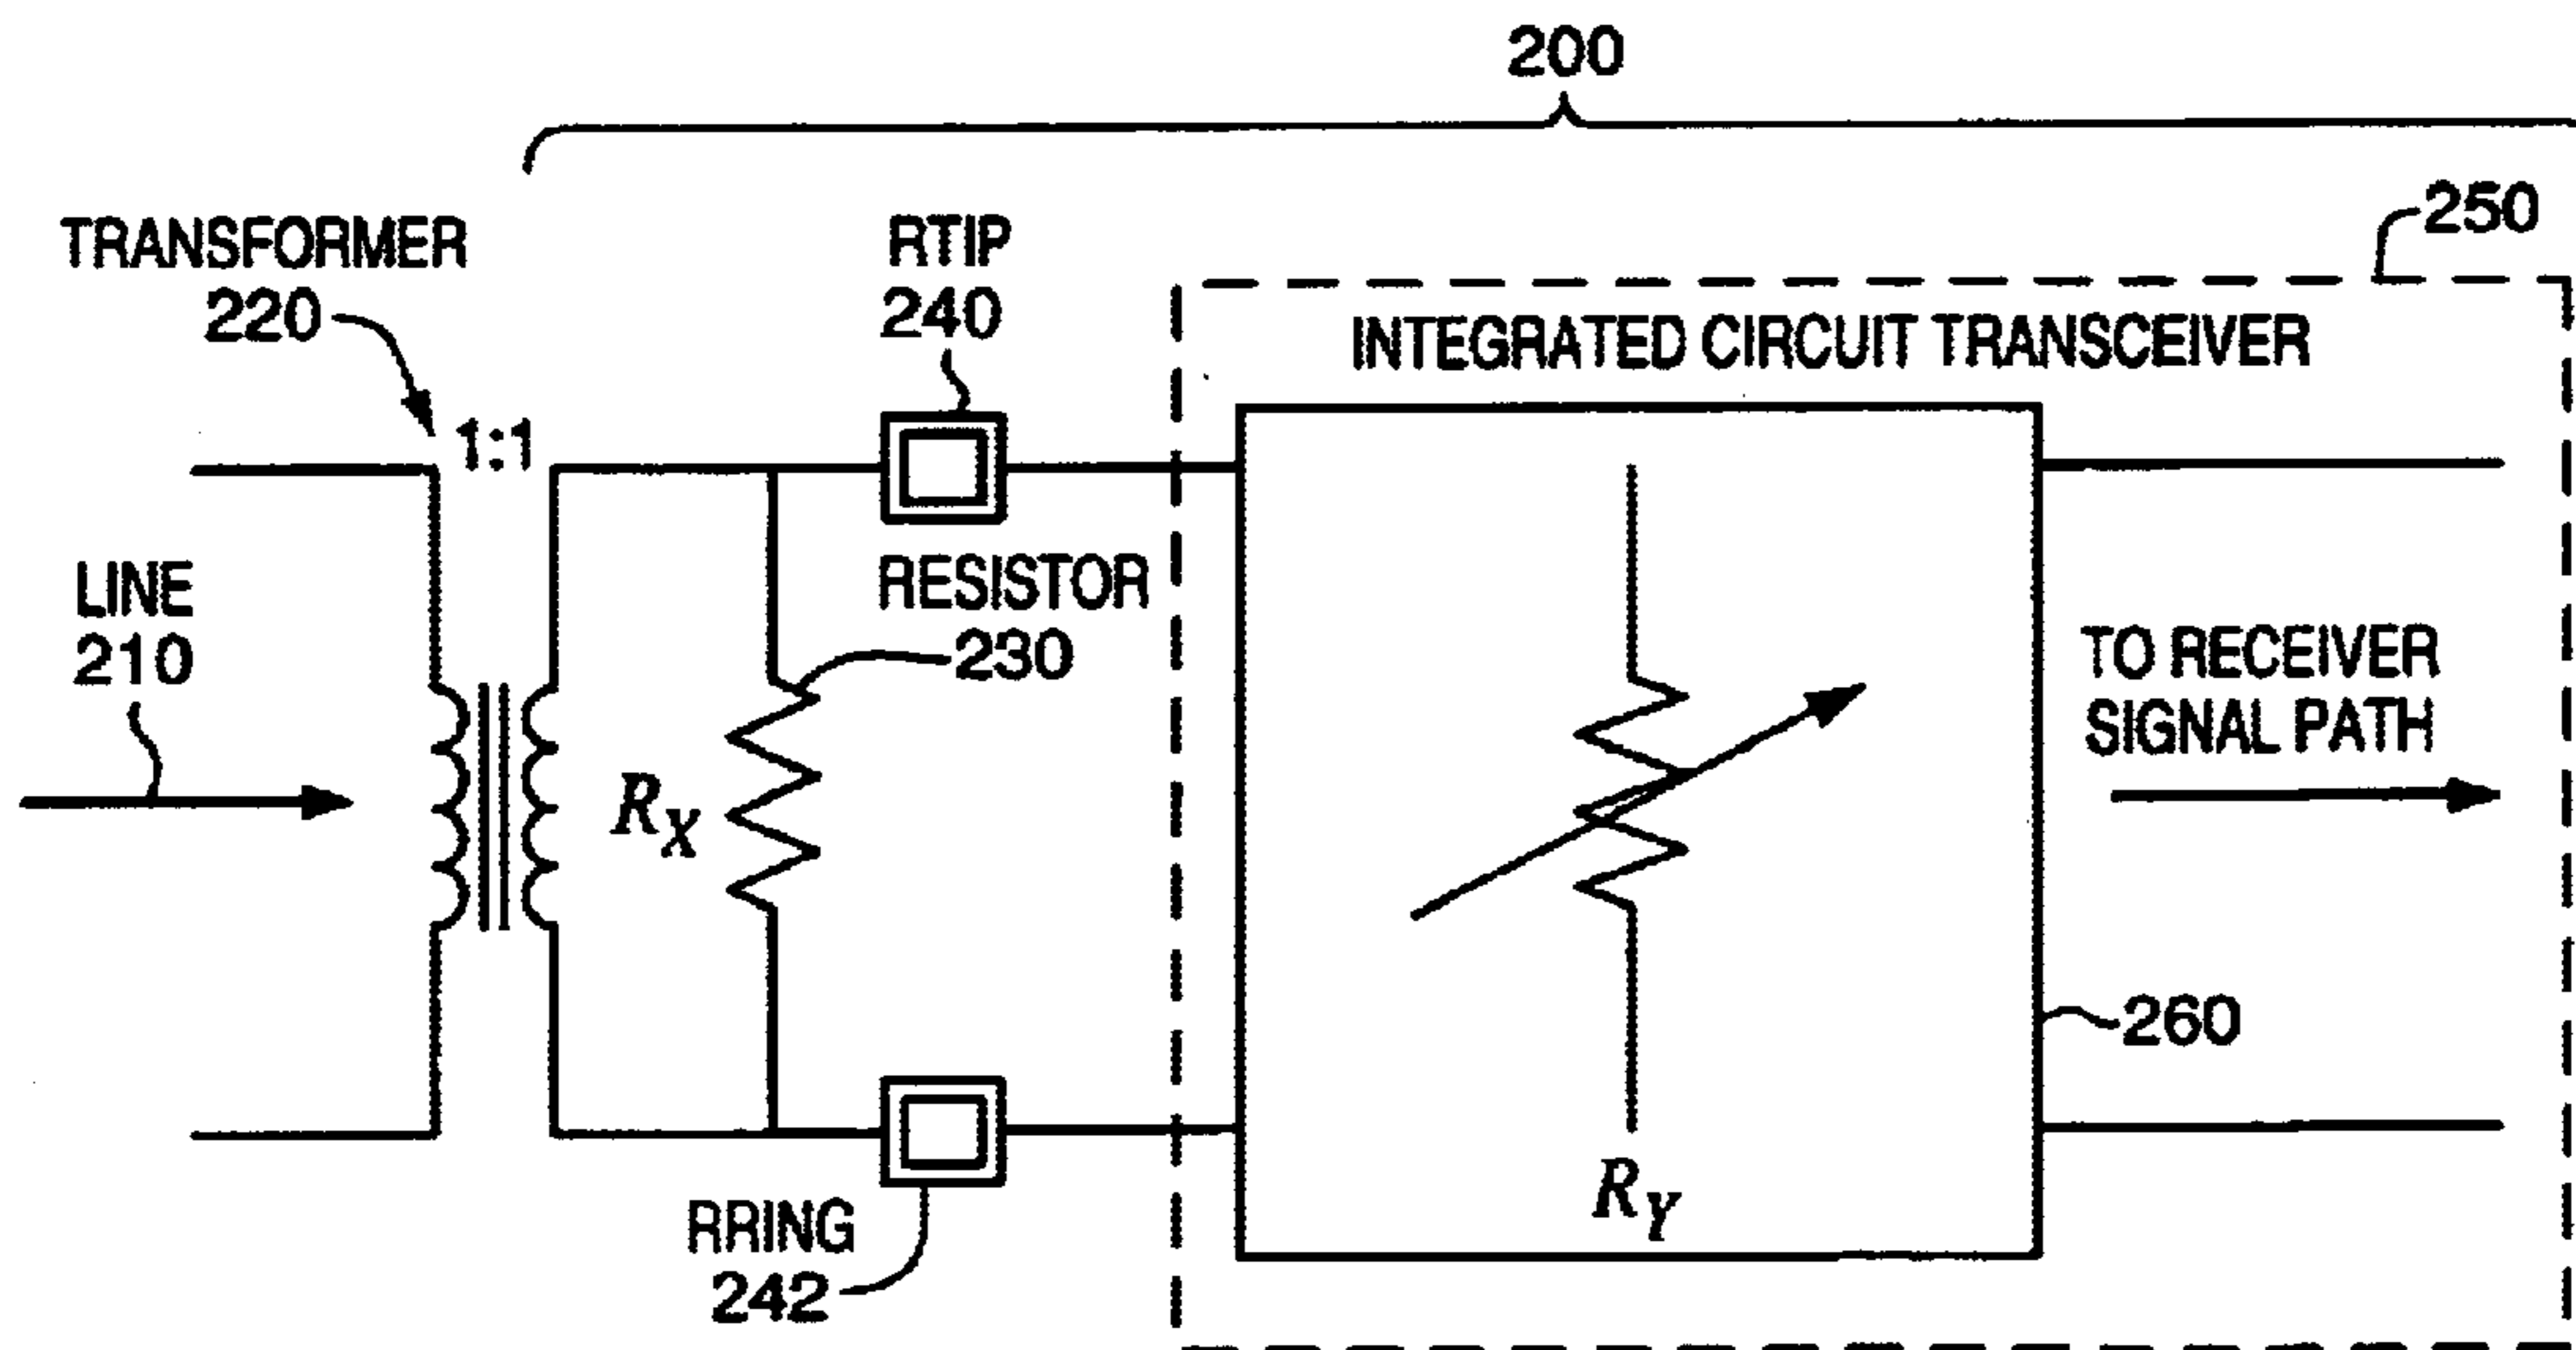 200
250
TRANSFORMER
220
1:1
RTIP
240
INTEGRATED CIRCUIT TRANSCEIVER
LINE
210
RESISTOR
230
R_X
TO RECEIVER
SIGNAL PATH
260
R_Y
RRING
242